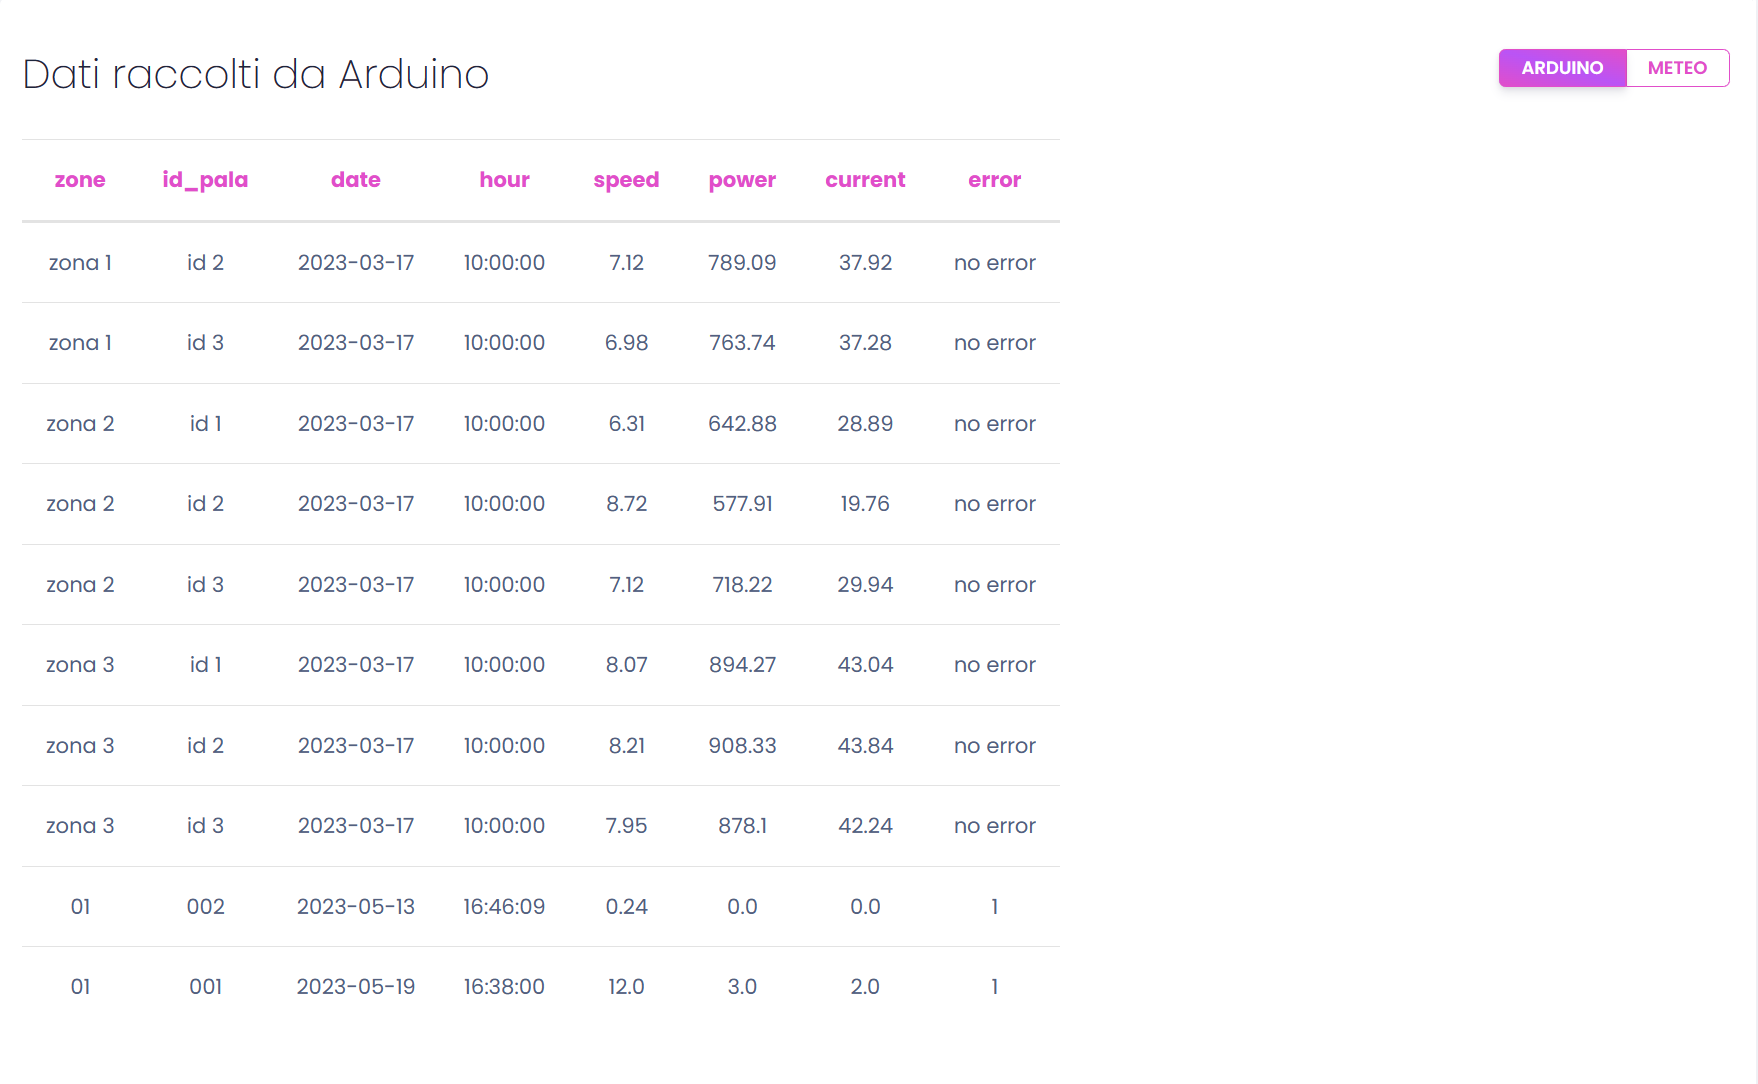 Dati raccolti da Arduino
ARDUINO METEO
zone id_pala date hour speed power current error
zona 1 id 2 2023-03-17 10:00:00 7.12 789.09 37.92 no error
zona 1 id 3 2023-03-17 10:00:00 6.98 763.74 37.28 no error
zona 2 id 1 2023-03-17 10:00:00 6.31 642.88 28.89 no error
zona 2 id 2 2023-03-17 10:00:00 8.72 577.91 19.76 no error
zona 2 id 3 2023-03-17 10:00:00 7.12 718.22 29.94 no error
zona 3 id 1 2023-03-17 10:00:00 8.07 894.27 43.04 no error
zona 3 id 2 2023-03-17 10:00:00 8.21 908.33 43.84 no error
zona 3 id 3 2023-03-17 10:00:00 7.95 878.1 42.24 no error
01 002 2023-05-13 16:46:09 0.24 0.0 0.0 1
01 001 2023-05-19 16:38:00 12.0 3.0 2.0 1